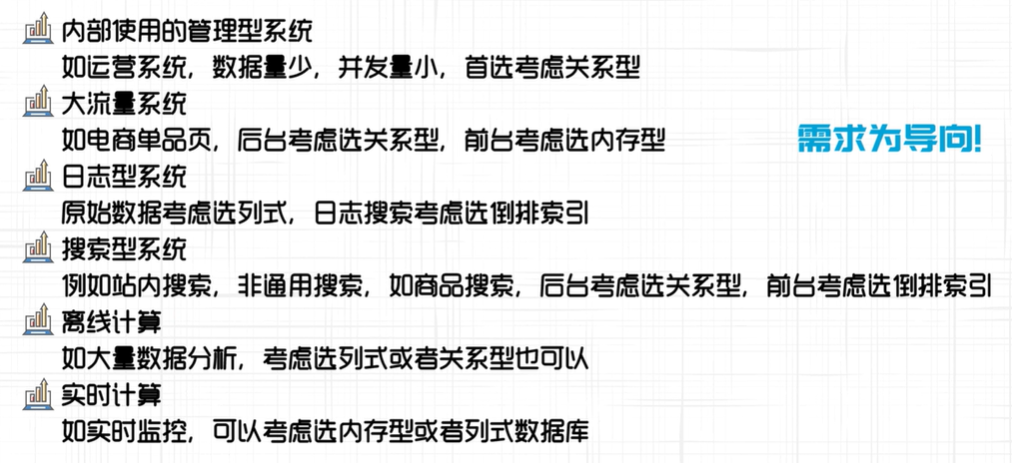 内部使用的管理型系统
如运营系统，数据量少，并发量小，首选考虑关系型
大流量系统
如电商单品页，后台考虑选关系型，前台考虑选内存型
需求为导向！
日志型系统
原始数据考虑选列式，日志搜索考虑选倒排索引
搜索型系统
例如站内搜索，非通用搜索，如商品搜索，后台考虑选关系型，前台考虑选倒排索引
离线计算
如大量数据分析，考虑选列式或者关系型也可以
实时计算
如实时监控，可以考虑选内存型或者列式数据库